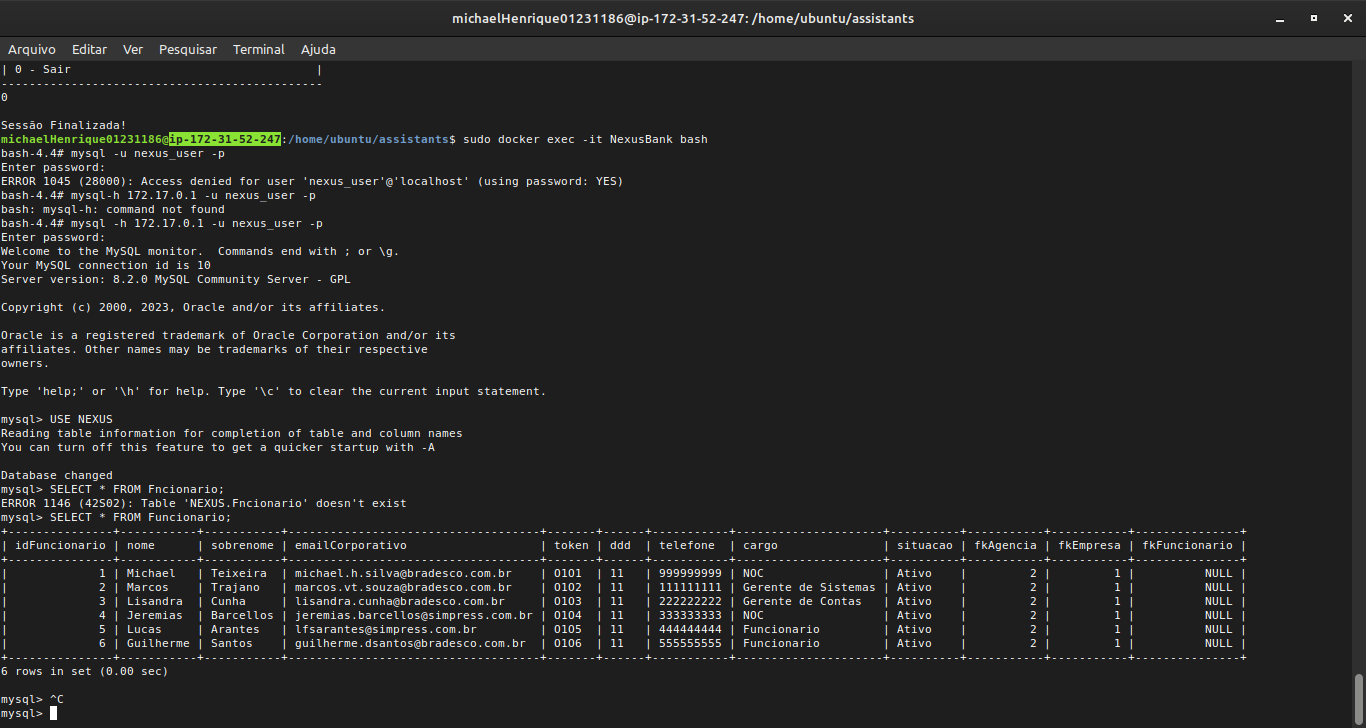 michaelHenrique01231186@ip-172-31-52-247: /home/ubuntu/assistants
Arquivo Editar Ver Pesquisar Terminal Ajuda
| 0 - Sair |
----------------------------------------------
0
Sessão Finalizada!
michaelHenrique01231186@ip-172-31-52-247:/home/ubuntu/assistants$ sudo docker exec -it NexusBank bash
bash-4.4# mysql -u nexus_user -p
Enter password:
ERROR 1045 (28000): Access denied for user 'nexus_user'@'localhost' (using password: YES)
bash-4.4# mysql-h 172.17.0.1 -u nexus_user -p
bash: mysql-h: command not found
bash-4.4# mysql -h 172.17.0.1 -u nexus_user -p
Enter password:
Welcome to the MySQL monitor.  Commands end with ; or \g.
Your MySQL connection id is 10
Server version: 8.2.0 MySQL Community Server - GPL
Copyright (c) 2000, 2023, Oracle and/or its affiliates.
Oracle is a registered trademark of Oracle Corporation and/or its
affiliates. Other names may be trademarks of their respective
owners.
Type 'help;' or '\h' for help. Type '\c' to clear the current input statement.
mysql> USE NEXUS
Reading table information for completion of table and column names
You can turn off this feature to get a quicker startup with -A
Database changed
mysql> SELECT * FROM Fncionario;
ERROR 1146 (42S02): Table 'NEXUS.Fncionario' doesn't exist
mysql> SELECT * FROM Funcionario;
+---------------+-----------+-----------+------------------------------------+-------+------+-----------+---------------------+----------+-----------+-----------+---------------+
| idFuncionario | nome | sobrenome | emailCorporativo | token | ddd | telefone | cargo | situacao | fkAgencia | fkEmpresa | fkFuncionario |
+---------------+-----------+-----------+------------------------------------+-------+------+-----------+---------------------+----------+-----------+-----------+---------------+
| 1 | Michael | Teixeira | michael.h.silva@bradesco.com.br | 0101 | 11 | 999999999 | NOC | Ativo | 2 | 1 | NULL |
| 2 | Marcos | Trajano | marcos.vt.souza@bradesco.com.br | 0102 | 11 | 111111111 | Gerente de Sistemas | Ativo | 2 | 1 | NULL |
| 3 | Lisandra | Cunha | lisandra.cunha@bradesco.com.br | 0103 | 11 | 222222222 | Gerente de Contas | Ativo | 2 | 1 | NULL |
| 4 | Jeremias | Barcellos | jeremias.barcellos@simpress.com.br | 0104 | 11 | 333333333 | NOC | Ativo | 2 | 1 | NULL |
| 5 | Lucas | Arantes | lfsarantes@simpress.com.br | 0105 | 11 | 444444444 | Funcionario | Ativo | 2 | 1 | NULL |
| 6 | Guilherme | Santos | guilherme.dsantos@bradesco.com.br | 0106 | 11 | 555555555 | Funcionario | Ativo | 2 | 1 | NULL |
+---------------+-----------+-----------+------------------------------------+-------+------+-----------+---------------------+----------+-----------+-----------+---------------+
6 rows in set (0.00 sec)
mysql> ^C
mysql>